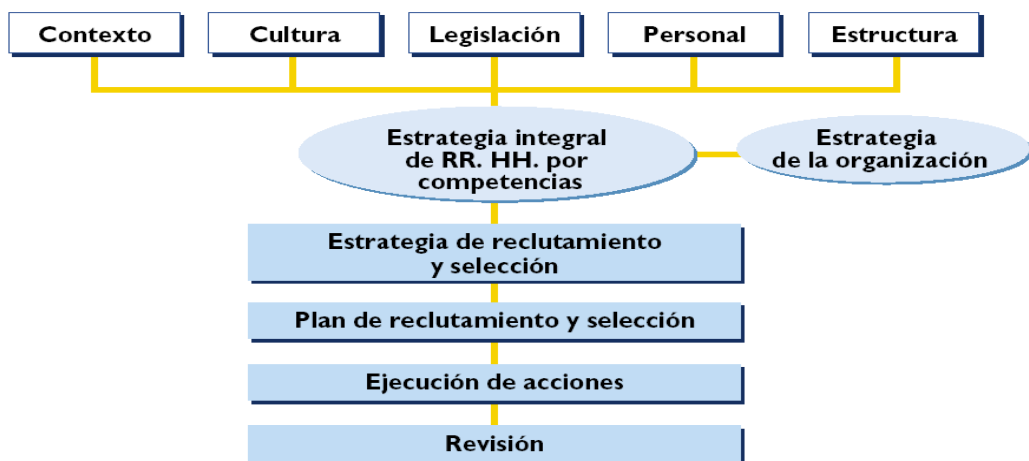 Contexto
Cultura
Legislación
Personal
Estructura
Estrategia integral
de RR. HH. por
competencias
Estrategia
de la organización
Estrategia de reclutamiento
y selección
Plan de reclutamiento y selección
Ejecución de acciones
Revisión